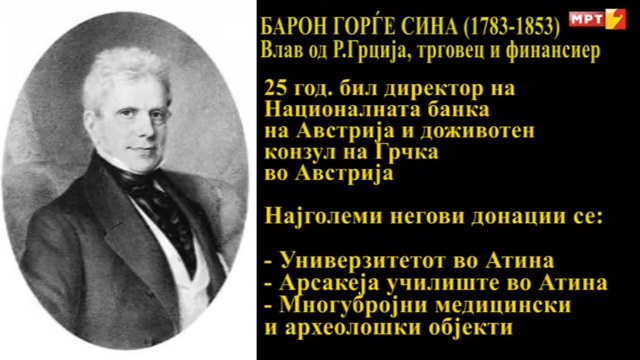 МРТ
БАРОН ГОРЃЕ СИНА (1783-1853)
Влав од Р.Грција, трговец и финансиер
25 год. бил директор на
Националната банка
на Австрија и доживотен
конзул на Грчка
во Австрија
Најголеми негови донации се:
- Универзитетот во Атина
- Арсакеја училиште во Атина
- Многубројни медицински
и археолошки објекти